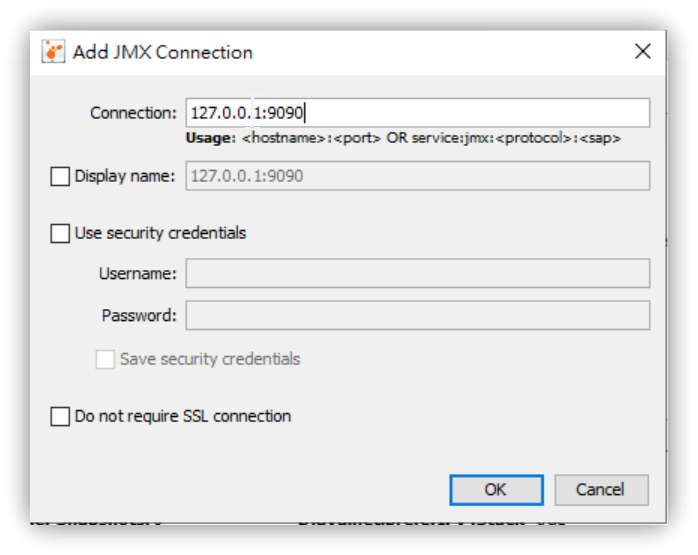 Add JMX Connection
Connection: 127.0.0.1:9090
Usage: <hostname>:<port> OR service:jmx:<protocol>:<sap>
Display name: 127.0.0.1:9090
Use security credentials
Username:
Password:
Save security credentials
Do not require SSL connection
OK Cancel